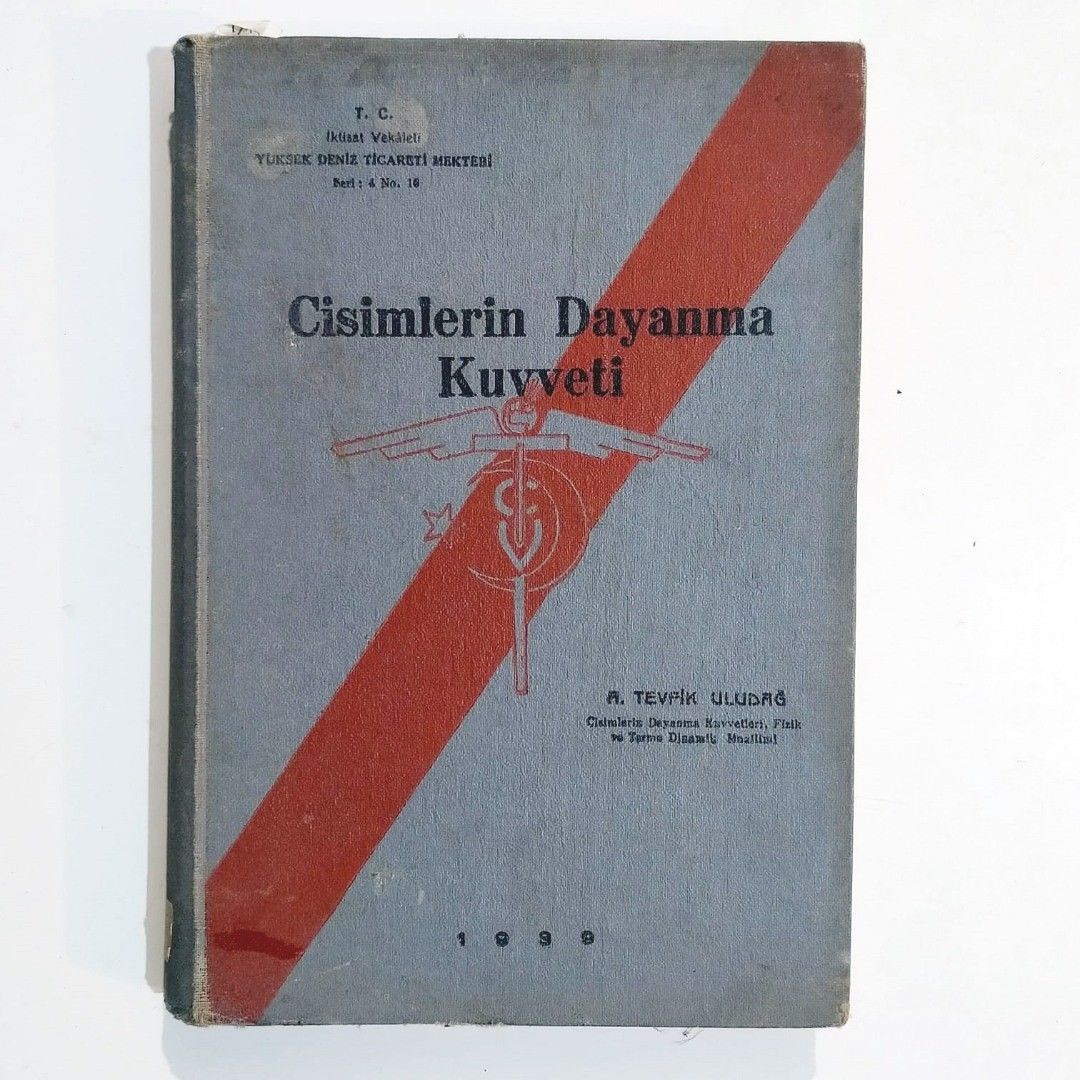 T. C.
İktisat Vekâleti
YÜKSEK DENİZ TİCARETİ MEKTEBİ
Seri : 4 No. 16
Cisimlerin Dayanma
Kuvveti
A. TEVFİK ULUDAĞ
Cisimlerin Dayanma Kuvvetleri, Fizik
ve Termo Dinamik Muallimi
1939